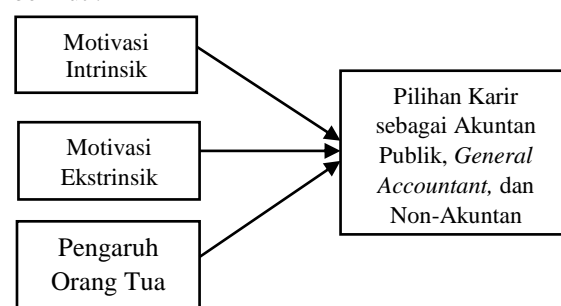 Motivasi
Intrinsik
Motivasi
Ekstrinsik
Pengaruh
Orang Tua
Pilihan Karir
sebagai Akuntan
Publik, General
Accountant, dan
Non-Akuntan